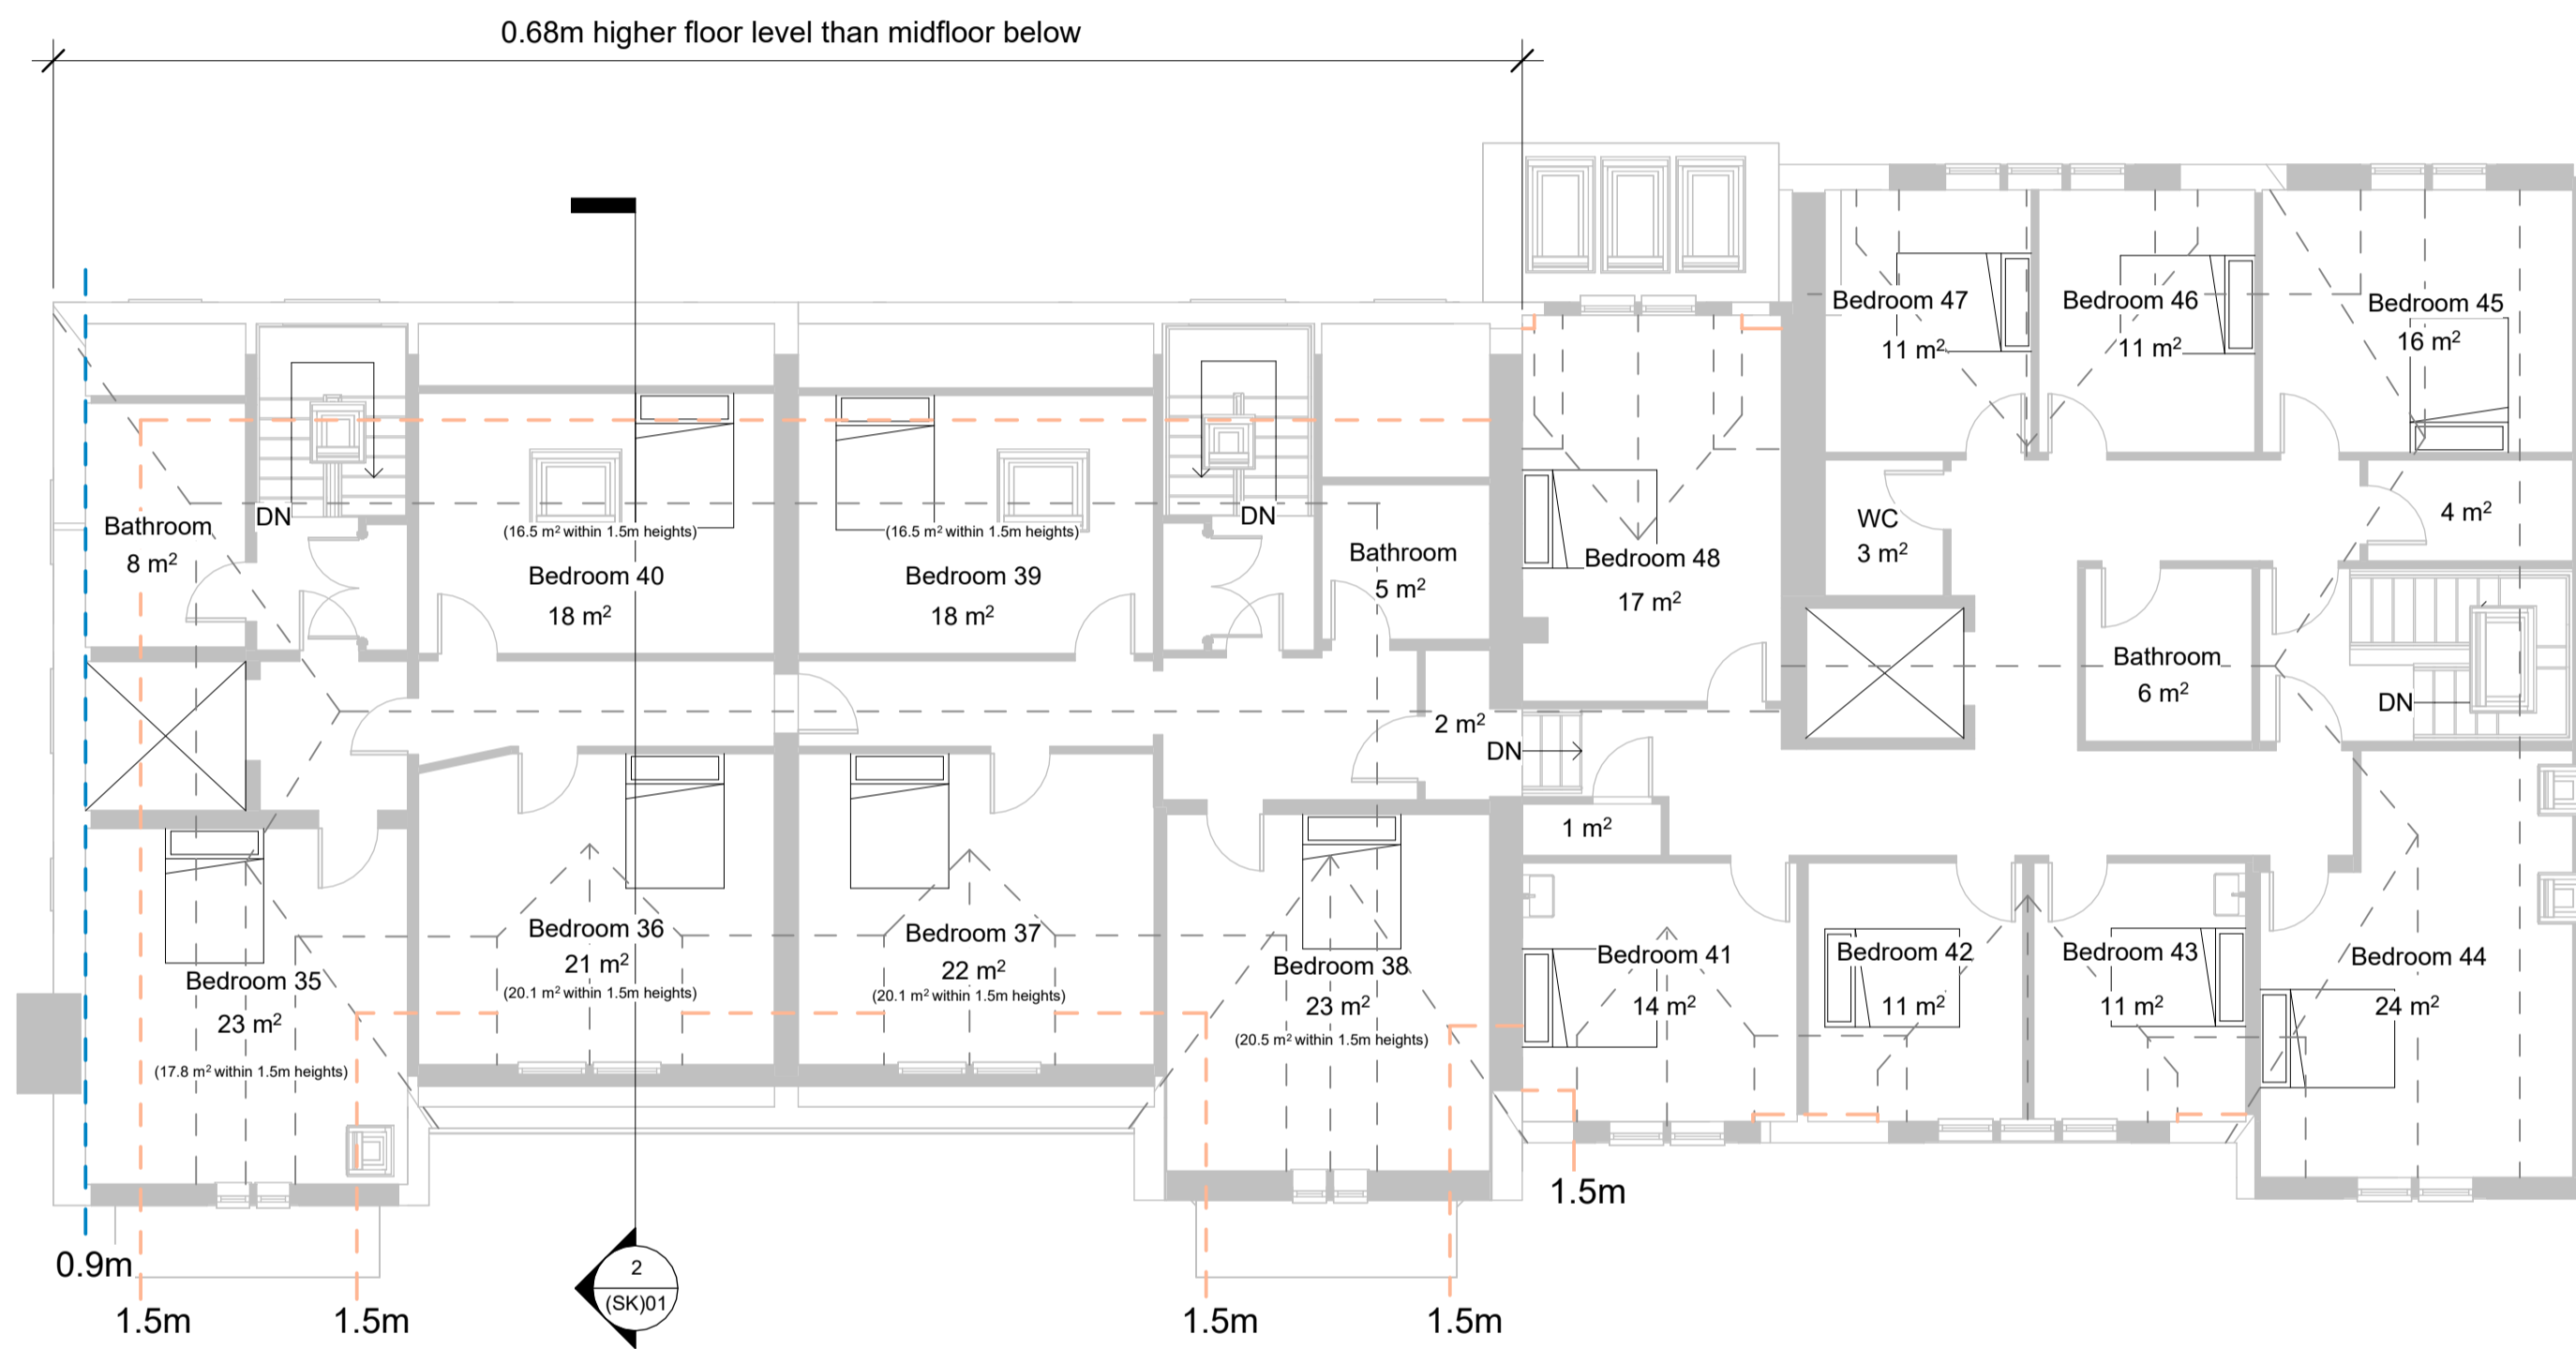 0.68m higher floor level than midfloor below
Bedroom 47
11 m²
Bedroom 46
11 m²
Bedroom 45
16 m²
Bathroom
8 m²
DN
(16.5 m² within 1.5m heights)
Bedroom 40
18 m²
(16.5 m² within 1.5m heights)
Bedroom 39
18 m²
DN
Bathroom
5 m²
Bedroom 48
17 m²
WC
3 m²
4 m²
Bathroom
6 m²
DN
2 m²
DN
1 m²
Bedroom 35
23 m²
(17.8 m² within 1.5m heights)
Bedroom 36
21 m²
(20.1 m² within 1.5m heights)
Bedroom 37
22 m²
(20.1 m² within 1.5m heights)
Bedroom 38
23 m²
(20.5 m² within 1.5m heights)
Bedroom 41
14 m²
Bedroom 42
11 m²
Bedroom 43
11 m²
Bedroom 44
24 m²
1.5m
0.9m
1.5m
1.5m
2
(SK)01
1.5m
1.5m